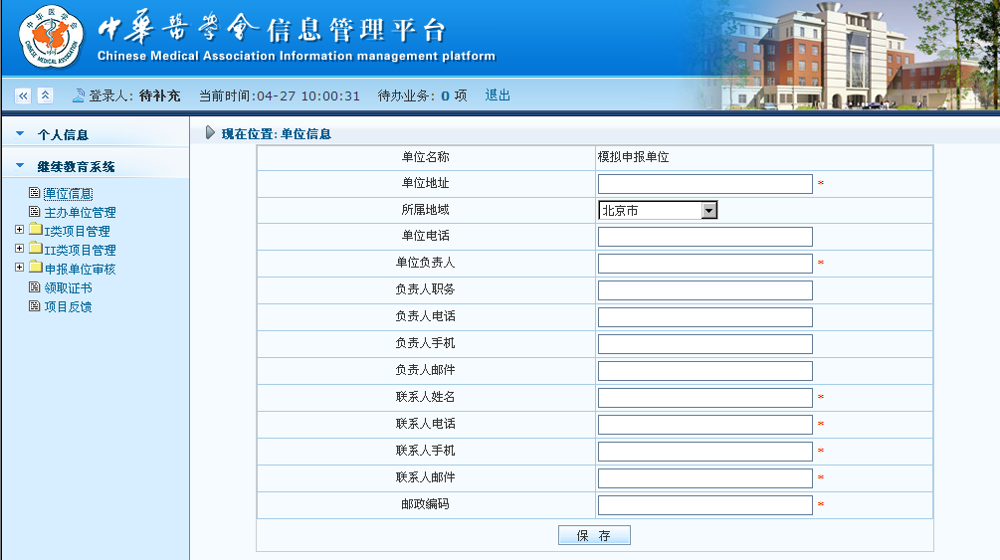 中华医学会
CHINESE MEDICAL ASSOCIATION
中華醫學會信息管理平台
Chinese Medical Association Information management platform
登录人: 待补充 当前时间:04-27 10:00:31 待办业务: 0 项 退出
个人信息
继续教育系统
单位信息
主办单位管理
I类项目管理
II类项目管理
申报单位审核
领取证书
项目反馈
现在位置: 单位信息
单位名称 模拟申报单位
单位地址 *
所属地域 北京市
单位电话
单位负责人 *
负责人职务
负责人电话
负责人手机
负责人邮件
联系人姓名 *
联系人电话 *
联系人手机 *
联系人邮件 *
邮政编码 *
保 存